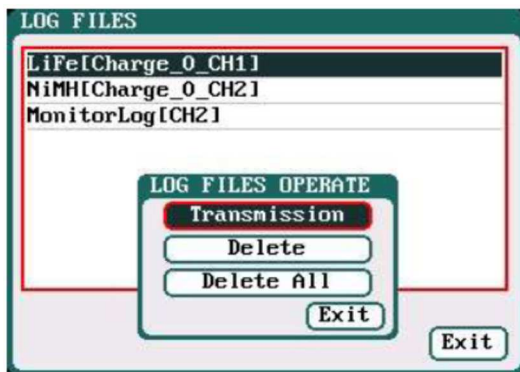 LOG FILES
LiFe[Charge_0_CH1]
NiMH[Charge_0_CH2]
MonitorLog[CH2]
LOG FILES OPERATE
Transmission
Delete
Delete All
Exit
Exit